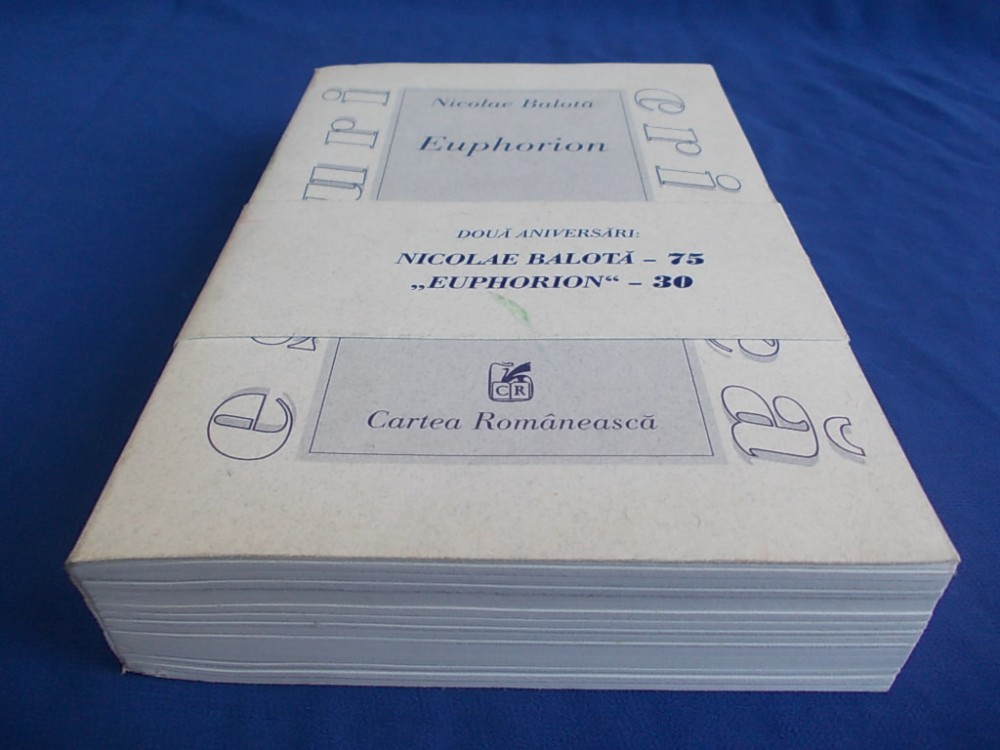 Nicolae Balotă
Euphorion
DOUĂ ANIVERSĂRI:
NICOLAE BALOTĂ – 75
„EUPHORION“ – 30
CR
Cartea Românească